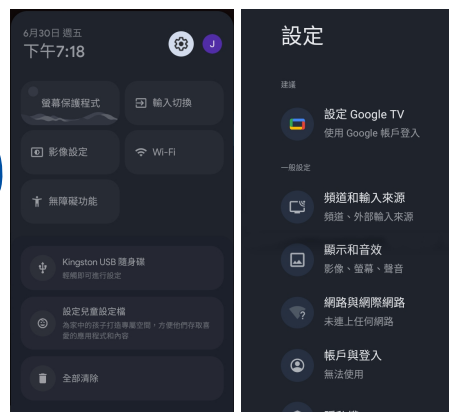 6月30日 週五
下午7:18
J
螢幕保護程式
輸入切換
影像設定
Wi-Fi
無障礙功能
Kingston USB 隨身碟
輕觸即可進行設定
設定兒童設定檔
為家中的孩子打造專屬空間，方便他們存取喜
愛的應用程式和內容
全部清除
設定
建議
設定 Google TV
使用 Google 帳戶登入
一般設定
頻道和輸入來源
頻道、外部輸入來源
顯示和音效
影像、螢幕、聲音
網路與網際網路
未連上任何網路
帳戶與登入
無法使用